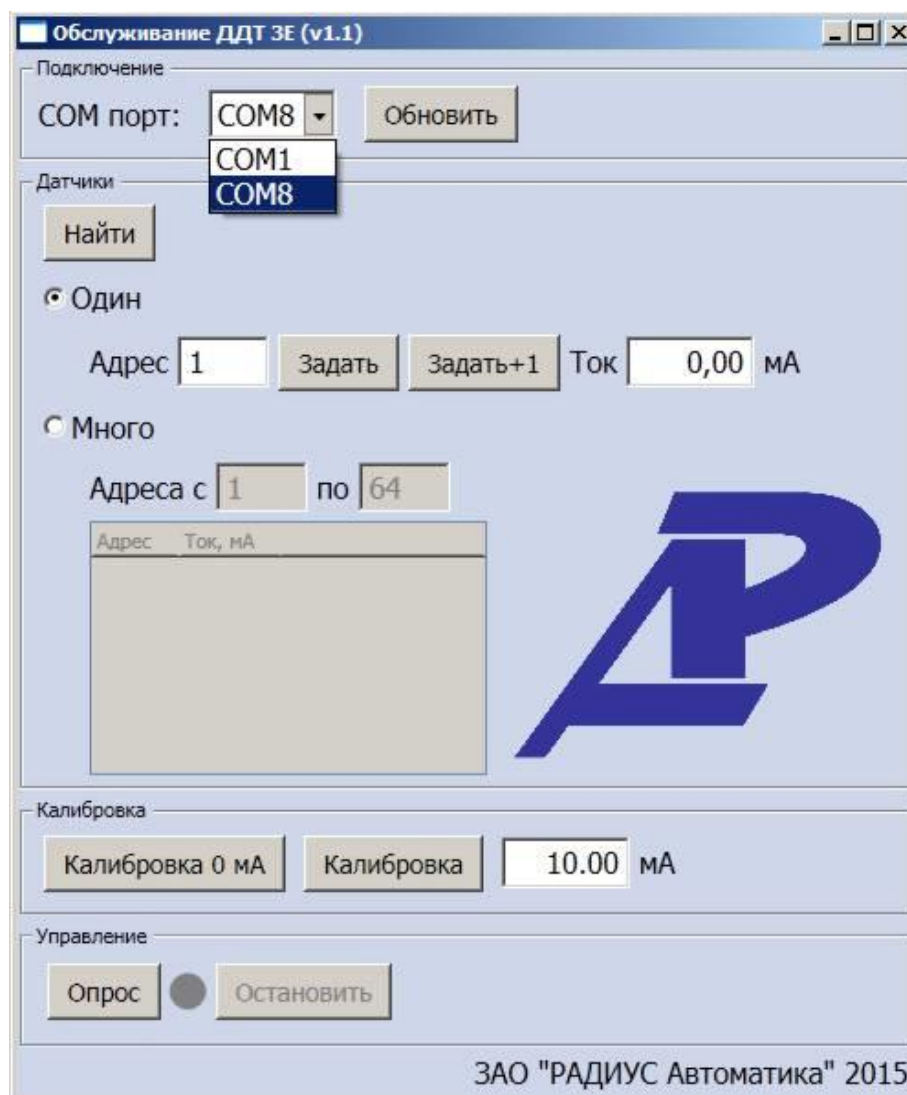 Обслуживание ДДТ 3Е (v1.1)
Подключение
COM порт: COM8 Обновить
COM1
COM8
Датчики
Найти
Один
Адрес 1 Задать Задать+1 Ток 0,00 мА
Много
Адреса с 1 по 64
Адрес Ток, мА
Калибровка
Калибровка 0 мА Калибровка 10.00 мА
Управление
Опрос Остановить
ЗАО "РАДИУС Автоматика" 2015